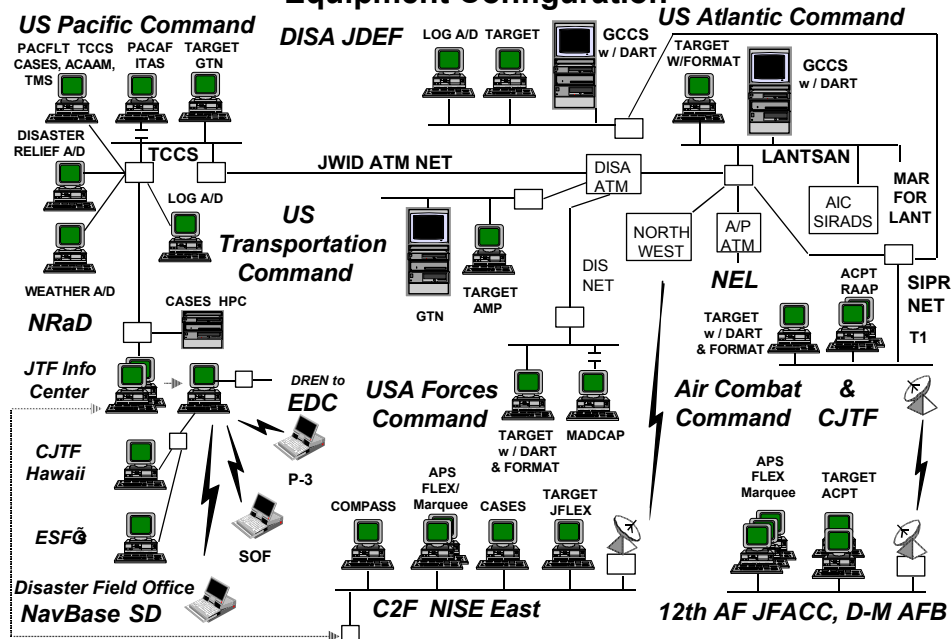 Equipment Configuration
US Pacific Command
PACFLT TCCS
CASES, ACAAM,
TMS
PACAF
ITAS
TARGET
GTN
DISA JDEF
LOG A/D
TARGET
GCCS
w / DART
US Atlantic Command
TARGET
W/FORMAT
GCCS
w / DART
DISASTER
RELIEF A/D
TCCS
JWID ATM NET
DISA
ATM
LANTSAN
MAR
FOR
LANT
LOG A/D
US
Transportation
Command
NORTH
WEST
A/P
ATM
AIC
SIRADS
WEATHER A/D
GTN
TARGET
AMP
DIS
NET
NEL
ACPT
RAAP
SIPR
NET
T1
NRaD
CASES HPC
TARGET
w / DART
& FORMAT
JTF Info
Center
DREN to
EDC
USA Forces
Command
Air Combat
Command
&
CJTF
TARGET
w / DART
& FORMAT
MADCAP
CJTF
Hawaii
P-3
ESFG
SOF
COMPASS
APS
FLEX/
Marquee
CASES
TARGET
JFLEX
APS
FLEX
Marquee
TARGET
ACPT
Disaster Field Office
NavBase SD
C2F NISE East
12th AF JFACC, D-M AFB